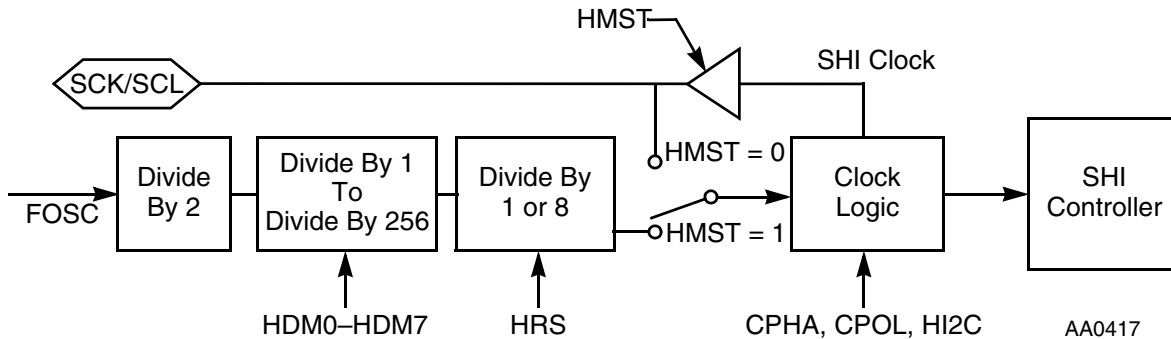 HMST
SCK/SCL
SHI Clock
HMST = 0
FOSC
Divide
By 2
Divide By 1
To
Divide By 256
Divide By
1 or 8
HMST = 1
Clock
Logic
SHI
Controller
HDM0–HDM7
HRS
CPHA, CPOL, HI2C
AA0417